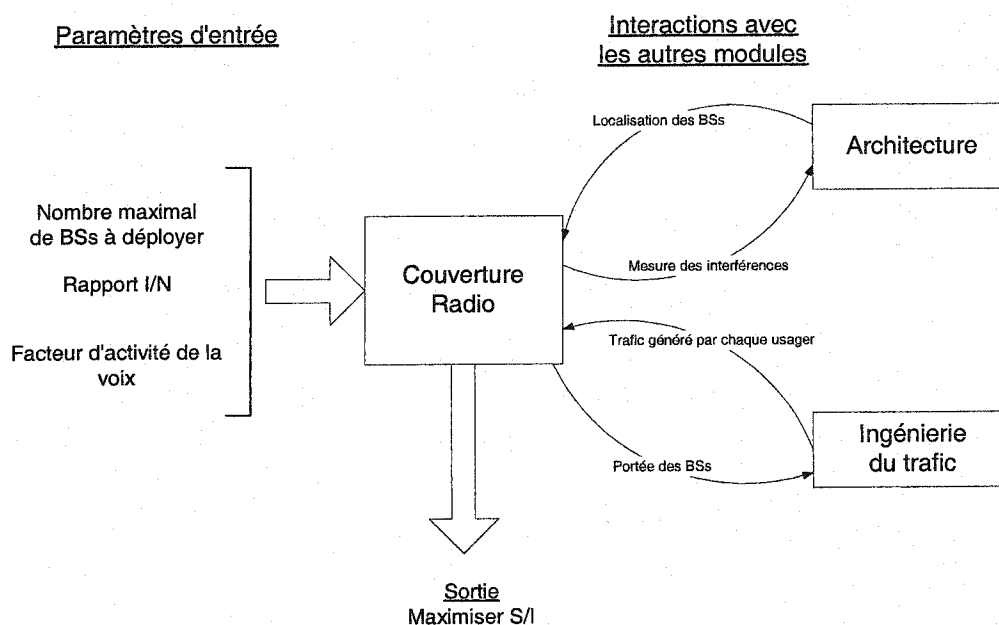 Paramètres d'entrée
Interactions avec
les autres modules
Localisation des BSs
Architecture
Nombre maximal
de BSs à déployer
Rapport I/N
Facteur d'activité de la
voix
Couverture
Radio
Mesure des interférences
Trafic généré par chaque usager
Ingénierie
du trafic
Portée des BSs
Sortie
Maximiser S/I